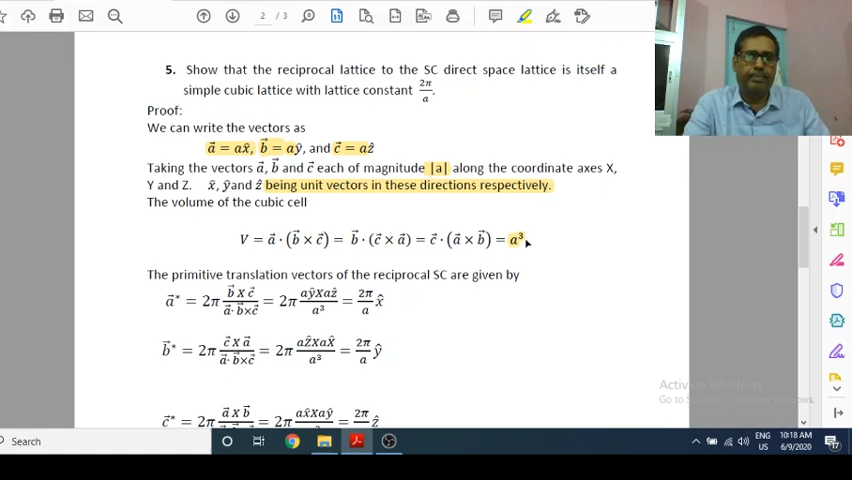 2 / 3
5. Show that the reciprocal lattice to the SC direct space lattice is itself a
simple cubic lattice with lattice constant 2π/a.
Proof:
We can write the vectors as
a⃗ = ax̂, b⃗ = aŷ, and c⃗ = aẑ
Taking the vectors a⃗, b⃗ and c⃗ each of magnitude |a| along the coordinate axes X,
Y and Z. x̂, ŷand ẑ being unit vectors in these directions respectively.
The volume of the cubic cell
V = a⃗ · (b⃗ × c⃗) = b⃗ · (c⃗ × a⃗) = c⃗ · (a⃗ × b⃗) = a³
The primitive translation vectors of the reciprocal SC are given by
a⃗* = 2π (b⃗ X c⃗)/(a⃗· b⃗×c⃗) = 2π (aŷXaẑ)/a³ = 2π/a x̂
b⃗* = 2π (c⃗ X a⃗)/(a⃗· b⃗×c⃗) = 2π (aẑXax̂)/a³ = 2π/a ŷ
c⃗* = 2π (a⃗ X b⃗) = 2π (ax̂Xaŷ)/a³ = 2π/a ẑ
Activate Windows
Go to S
Search
ENG
US
10:18 AM
6/9/2020
17